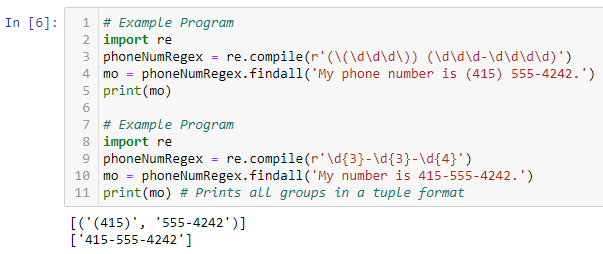 In [6]:
1 # Example Program
2 import re
3 phoneNumRegex = re.compile(r'(\(\d\d\d\)) (\d\d\d-\d\d\d\d)')
4 mo = phoneNumRegex.findall('My phone number is (415) 555-4242.')
5 print(mo)
6
7 # Example Program
8 import re
9 phoneNumRegex = re.compile(r'\d{3}-\d{3}-\d{4}')
10 mo = phoneNumRegex.findall('My number is 415-555-4242.')
11 print(mo) # Prints all groups in a tuple format
[('(415)', '555-4242')]
['415-555-4242']